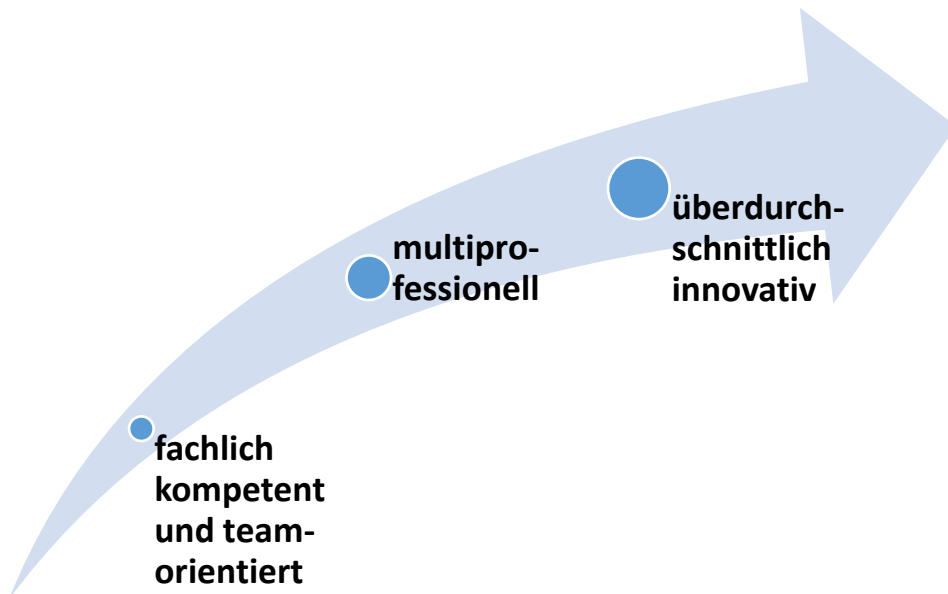 fachlich
kompetent
und team-
orientiert
multipro-
fessionell
überdurch-
schnittlich
innovativ